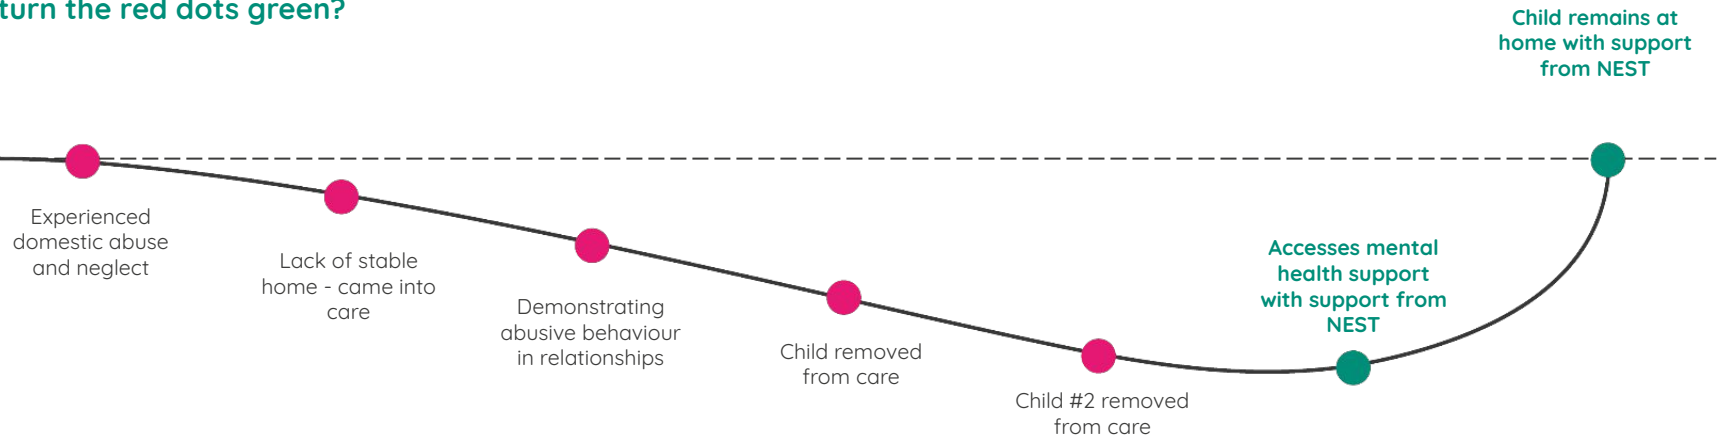 turn the red dots green?
Child remains at
home with support
from NEST
Experienced
domestic abuse
and neglect
Lack of stable
home - came into
care
Demonstrating
abusive behaviour
in relationships
Child removed
from care
Child #2 removed
from care
Accesses mental
health support
with support from
NEST